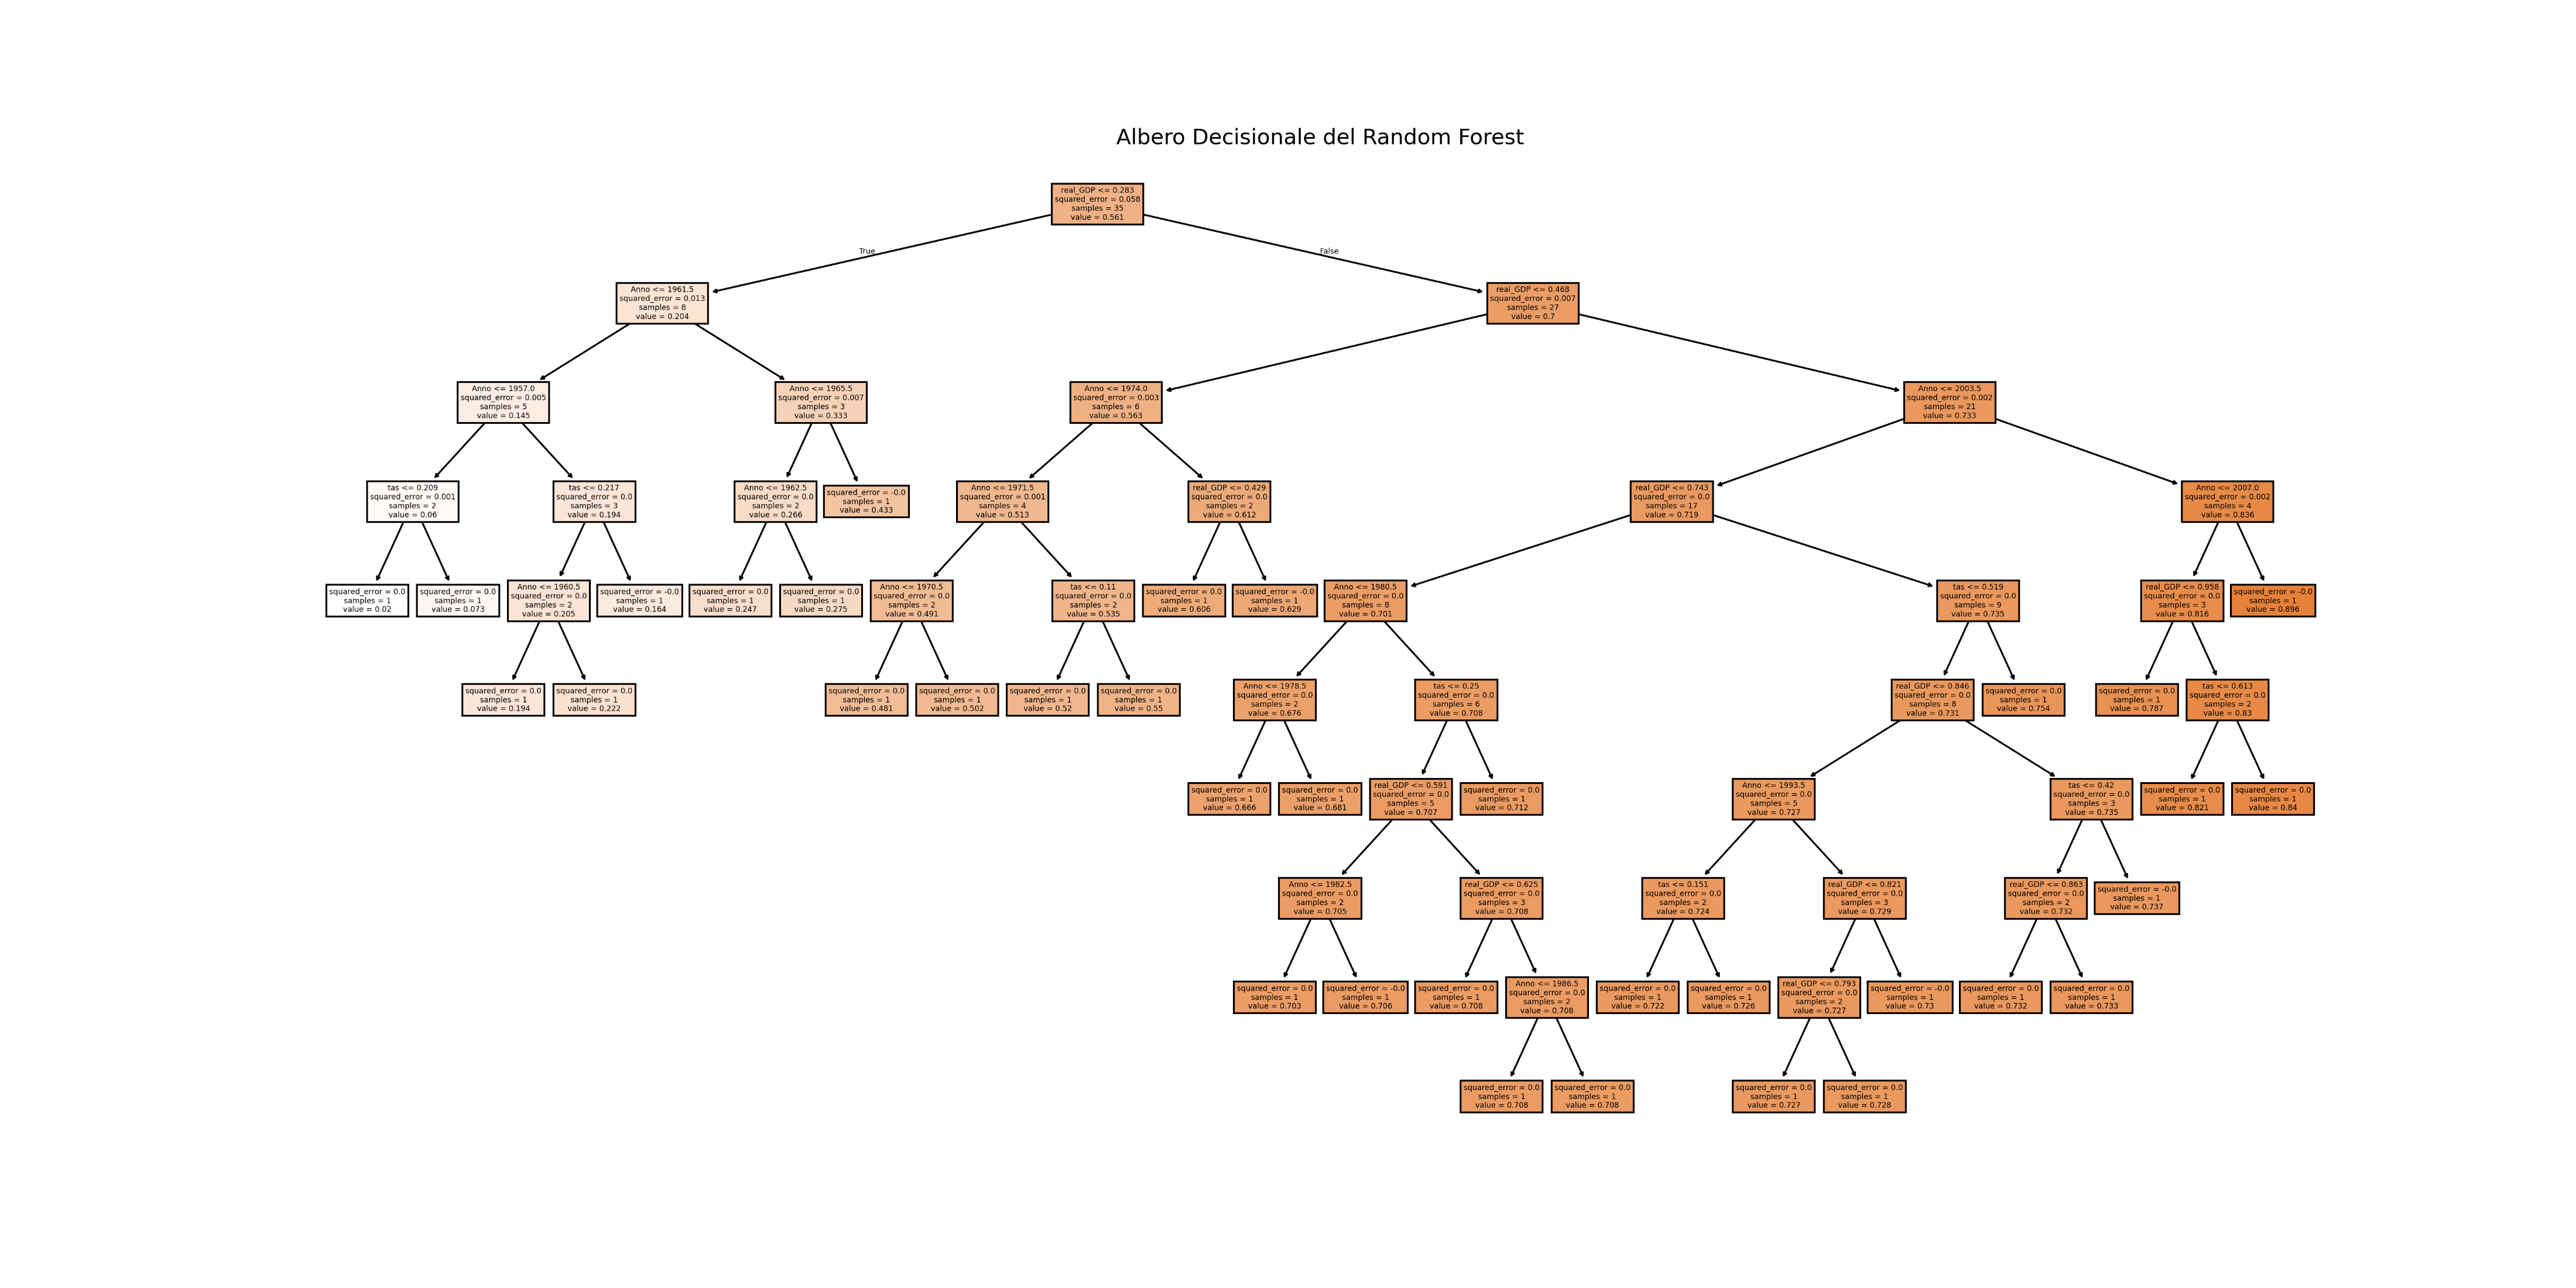 Albero Decisionale del Random Forest
real_GDP <= 0.283
squared_error = 0.058
samples = 35
value = 0.561
True
False
Anno <= 1961.5
squared_error = 0.013
samples = 8
value = 0.204
real_GDP <= 0.468
squared_error = 0.007
samples = 27
value = 0.7
Anno <= 1957.0
squared_error = 0.005
samples = 5
value = 0.145
Anno <= 1965.5
squared_error = 0.007
samples = 3
value = 0.333
Anno <= 1974.0
squared_error = 0.003
samples = 6
value = 0.563
Anno <= 2003.5
squared_error = 0.002
samples = 21
value = 0.733
tas <= 0.209
squared_error = 0.001
samples = 2
value = 0.06
tas <= 0.217
squared_error = 0.0
samples = 3
value = 0.194
Anno <= 1962.5
squared_error = 0.0
samples = 2
value = 0.266
squared_error = -0.0
samples = 1
value = 0.433
Anno <= 1971.5
squared_error = 0.001
samples = 4
value = 0.513
real_GDP <= 0.429
squared_error = 0.0
samples = 2
value = 0.612
real_GDP <= 0.743
squared_error = 0.0
samples = 17
value = 0.719
Anno <= 2007.0
squared_error = 0.002
samples = 4
value = 0.836
squared_error = 0.0
samples = 1
value = 0.02
squared_error = 0.0
samples = 1
value = 0.073
Anno <= 1960.5
squared_error = 0.0
samples = 2
value = 0.205
squared_error = -0.0
samples = 1
value = 0.164
squared_error = 0.0
samples = 1
value = 0.247
squared_error = 0.0
samples = 1
value = 0.275
Anno <= 1970.5
squared_error = 0.0
samples = 2
value = 0.491
tas <= 0.11
squared_error = 0.0
samples = 2
value = 0.535
squared_error = 0.0
samples = 1
value = 0.606
squared_error = -0.0
samples = 1
value = 0.629
Anno <= 1980.5
squared_error = 0.0
samples = 8
value = 0.701
tas <= 0.519
squared_error = 0.0
samples = 9
value = 0.735
real_GDP <= 0.958
squared_error = 0.0
samples = 3
value = 0.816
squared_error = -0.0
samples = 1
value = 0.896
squared_error = 0.0
samples = 1
value = 0.194
squared_error = 0.0
samples = 1
value = 0.222
squared_error = 0.0
samples = 1
value = 0.481
squared_error = 0.0
samples = 1
value = 0.502
squared_error = 0.0
samples = 1
value = 0.52
squared_error = 0.0
samples = 1
value = 0.55
Anno <= 1978.5
squared_error = 0.0
samples = 2
value = 0.676
tas <= 0.25
squared_error = 0.0
samples = 6
value = 0.708
real_GDP <= 0.846
squared_error = 0.0
samples = 8
value = 0.731
squared_error = 0.0
samples = 1
value = 0.754
squared_error = 0.0
samples = 1
value = 0.787
tas <= 0.613
squared_error = 0.0
samples = 2
value = 0.83
squared_error = 0.0
samples = 1
value = 0.666
squared_error = 0.0
samples = 1
value = 0.681
real_GDP <= 0.591
squared_error = 0.0
samples = 5
value = 0.707
squared_error = 0.0
samples = 1
value = 0.712
Anno <= 1993.5
squared_error = 0.0
samples = 5
value = 0.727
tas <= 0.42
squared_error = 0.0
samples = 3
value = 0.735
squared_error = 0.0
samples = 1
value = 0.821
squared_error = 0.0
samples = 1
value = 0.84
Anno <= 1982.5
squared_error = 0.0
samples = 2
value = 0.705
real_GDP <= 0.625
squared_error = 0.0
samples = 3
value = 0.708
tas <= 0.151
squared_error = 0.0
samples = 2
value = 0.724
real_GDP <= 0.821
squared_error = 0.0
samples = 3
value = 0.729
real_GDP <= 0.863
squared_error = 0.0
samples = 2
value = 0.732
squared_error = -0.0
samples = 1
value = 0.737
squared_error = 0.0
samples = 1
value = 0.703
squared_error = -0.0
samples = 1
value = 0.706
squared_error = 0.0
samples = 1
value = 0.708
Anno <= 1986.5
squared_error = 0.0
samples = 2
value = 0.708
squared_error = 0.0
samples = 1
value = 0.722
squared_error = 0.0
samples = 1
value = 0.726
real_GDP <= 0.793
squared_error = 0.0
samples = 2
value = 0.727
squared_error = -0.0
samples = 1
value = 0.73
squared_error = 0.0
samples = 1
value = 0.732
squared_error = 0.0
samples = 1
value = 0.733
squared_error = 0.0
samples = 1
value = 0.708
squared_error = 0.0
samples = 1
value = 0.708
squared_error = 0.0
samples = 1
value = 0.727
squared_error = 0.0
samples = 1
value = 0.728